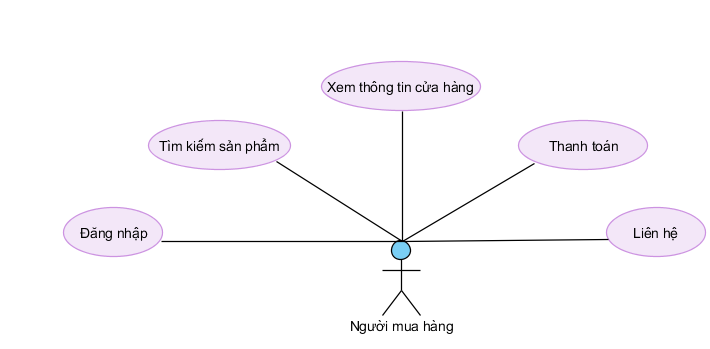 Xem thông tin cửa hàng
Tìm kiếm sản phẩm
Thanh toán
Đăng nhập
Liên hệ
Người mua hàng